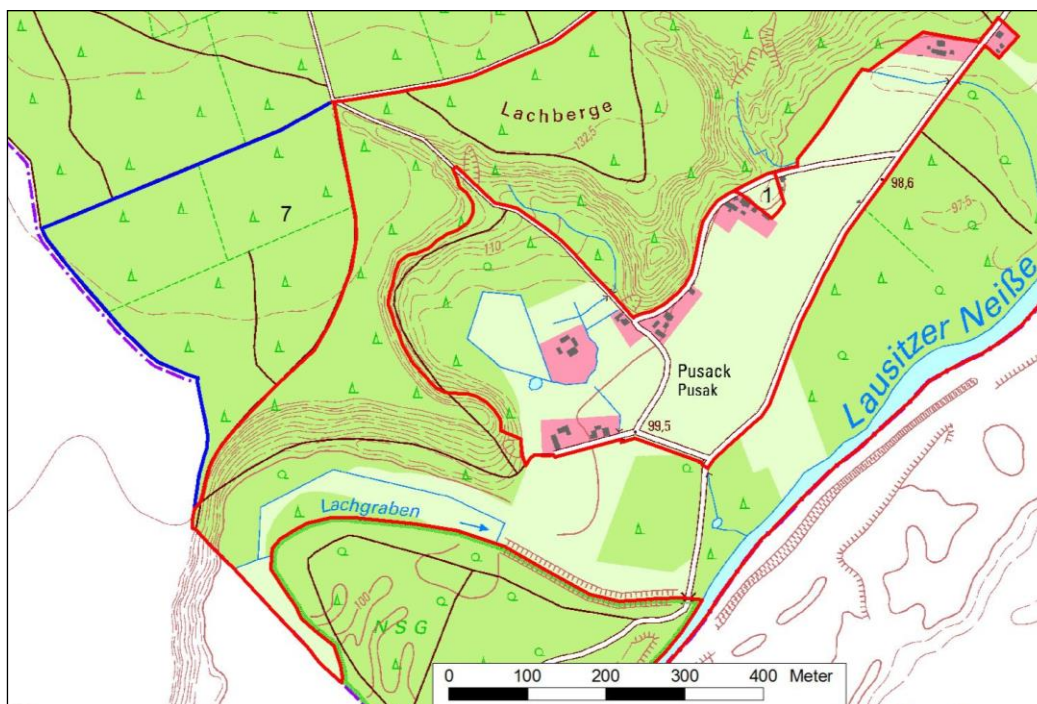 Lachberge
132,5
7
1
98,6
97,5
110
Lausitzer Neiße
Pusack
Pusak
99,5
Lachgraben
100
NSG
0 100 200 300 400 Meter